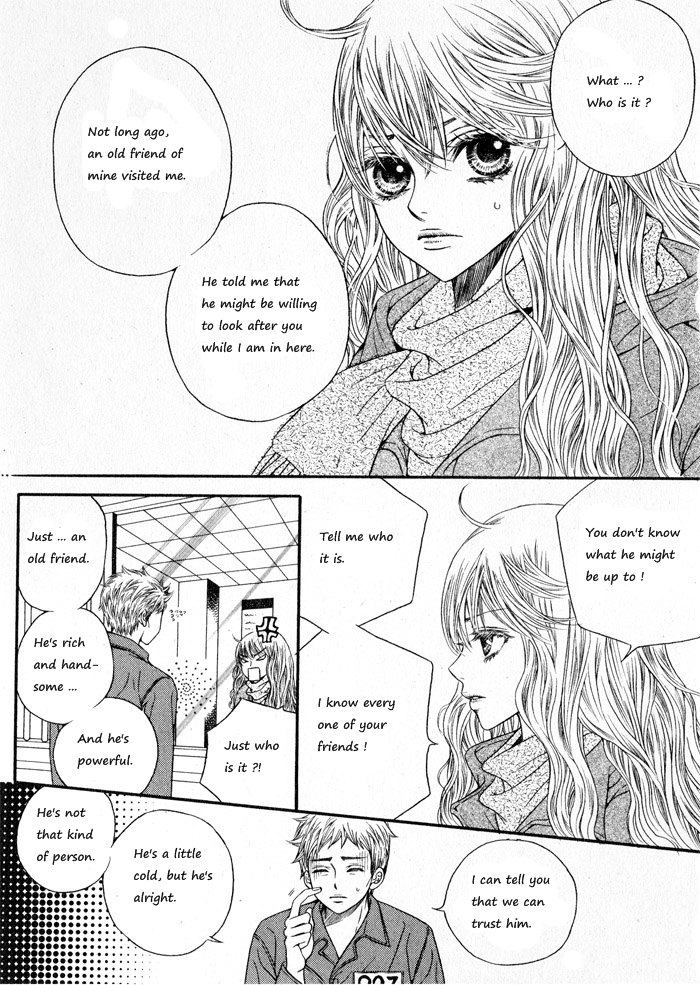 What ... ?
Who is it ?
Not long ago,
an old friend of
mine visited me.
He told me that
he might be willing
to look after you
while I am in here.
You don't know
what he might
be up to !
Tell me who
it is.
I know every
one of your
friends !
Just ... an
old friend.
He's rich
and hand-
some ...
And he's
powerful.
Just who
is it ?!
He's not
that kind
of person.
He's a little
cold, but he's
alright.
I can tell you
that we can
trust him.